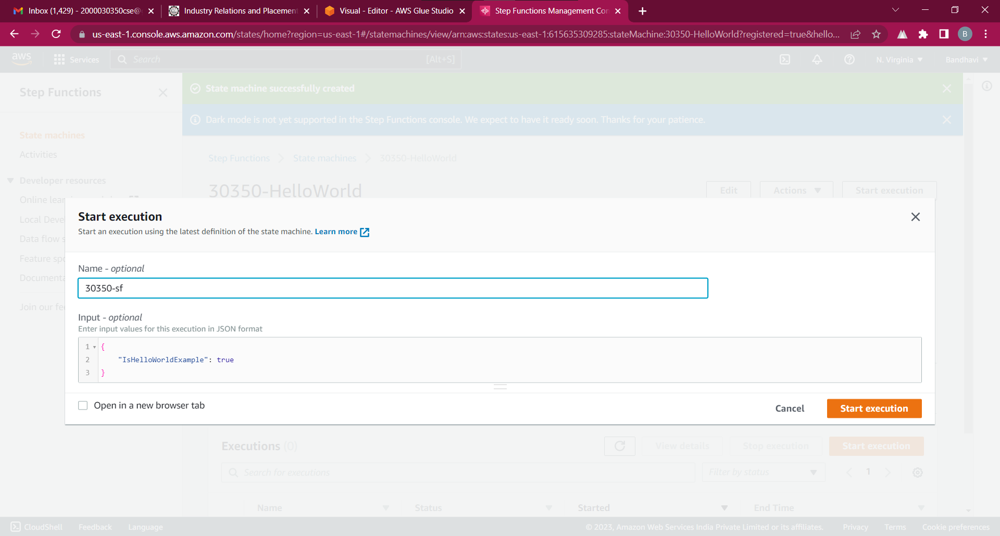 Inbox (1,429) - 2000030350cse@
Industry Relations and Placement
Visual - Editor - AWS Glue Studio
Step Functions Management Con
us-east-1.console.aws.amazon.com/states/home?region=us-east-1#/statemachines/view/arn:aws:states:us-east-1:615635309285:stateMachine:30350-HelloWorld?registered=true&hello...
B
aws
Services
Search
[Alt+S]
N. Virginia
Bandhavi
Step Functions
State machines
Activities
Developer resources
Online lear
Local Deve
Data flow s
Feature spo
Documenta
Join our fee
State machine successfully created
Dark mode is not yet supported in the Step Functions console. We expect to have it ready soon. Thanks for your patience.
Step Functions > State machines > 30350-HelloWorld
30350-HelloWorld
Edit
Actions
Start execution
Start execution
Start an execution using the latest definition of the state machine. Learn more
Name - optional
30350-sf
Input - optional
Enter input values for this execution in JSON format
1 {
2 "IsHelloWorldExample": true
3 }
Open in a new browser tab
Cancel
Start execution
Executions (0)
View details
Stop execution
Start execution
Search for executions
Filter by status
1
Name
Status
Started
End Time
CloudShell
Feedback
Language
© 2023, Amazon Web Services India Private Limited or its affiliates.
Privacy
Terms
Cookie preferences